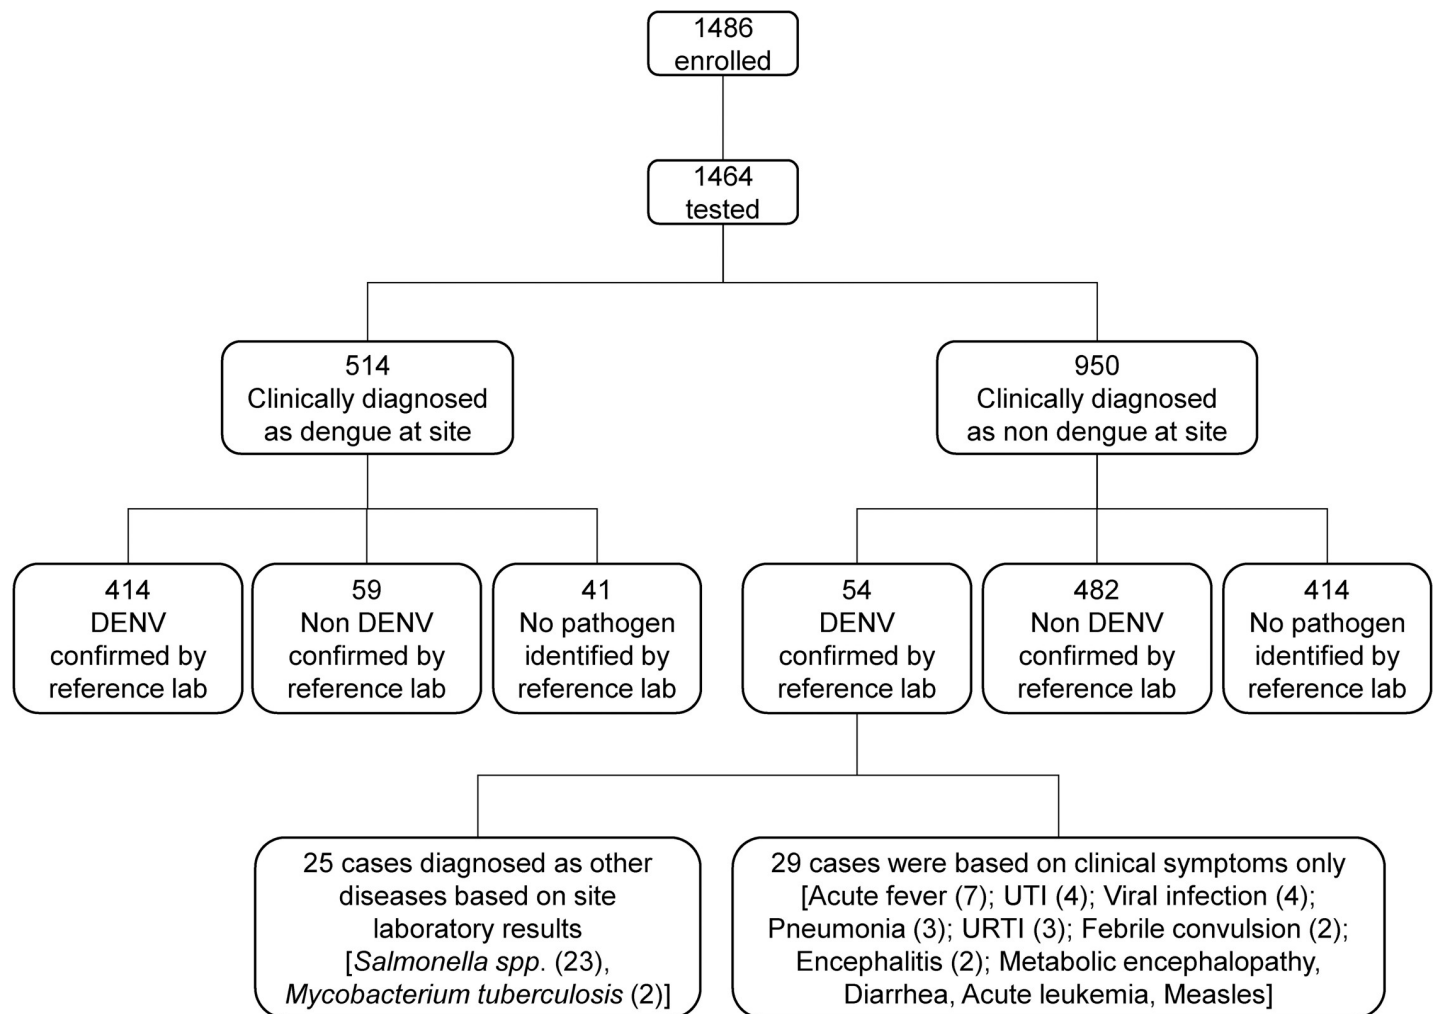 1486
enrolled
1464
tested
514
Clinically diagnosed
as dengue at site
950
Clinically diagnosed
as non dengue at site
414
DENV
confirmed by
reference lab
59
Non DENV
confirmed by
reference lab
41
No pathogen
identified by
reference lab
54
DENV
confirmed by
reference lab
482
Non DENV
confirmed by
reference lab
414
No pathogen
identified by
reference lab
25 cases diagnosed as other
diseases based on site
laboratory results
[Salmonella spp. (23),
Mycobacterium tuberculosis (2)]
29 cases were based on clinical symptoms only
[Acute fever (7); UTI (4); Viral infection (4);
Pneumonia (3); URTI (3); Febrile convulsion (2);
Encephalitis (2); Metabolic encephalopathy,
Diarrhea, Acute leukemia, Measles]